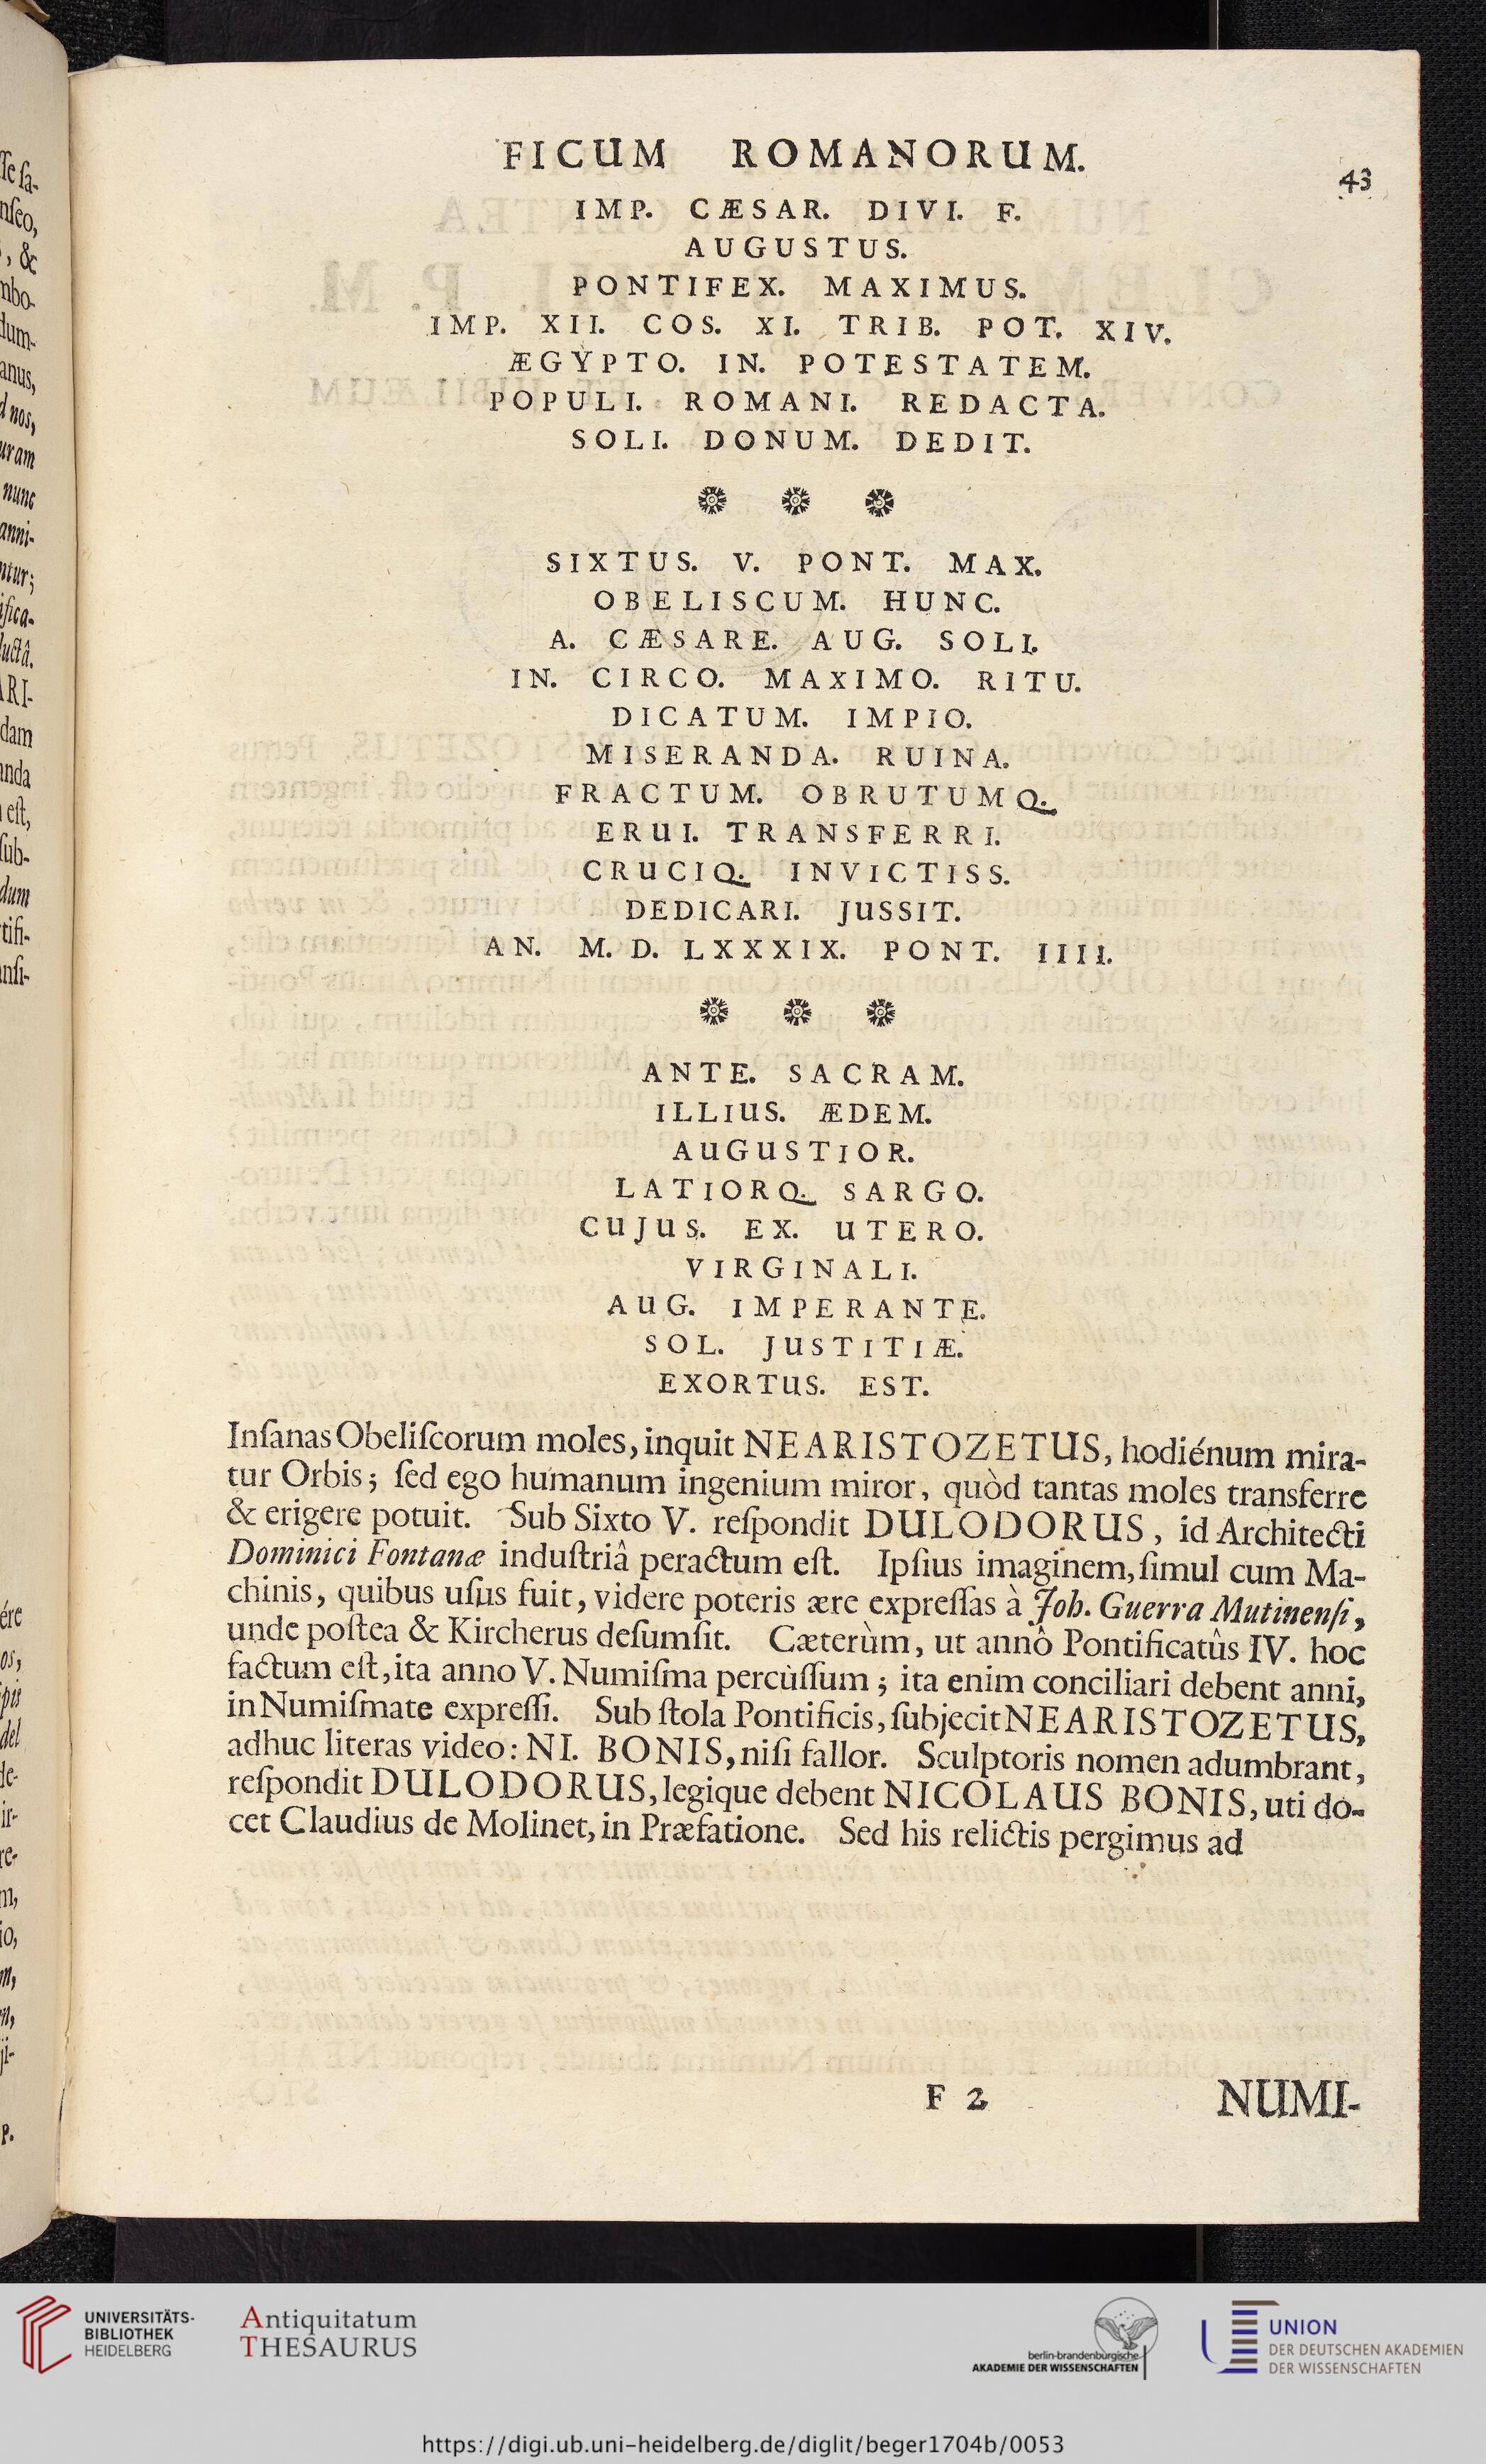 FICUM ROMANORUM.
43
IMP. CÆSAR. DIVI. F.
AUGUSTUS.
PONTIFEX. MAXIMUS.
IMP. XII. COS. XI. TRIB. POT. XIV.
ÆGYPTO. IN. POTESTATEM.
POPULI. ROMANI. REDACTA.
SOLI. DONUM. DEDIT.
SIXTUS. V. PONT. MAX.
OBELISCUM. HUNC.
A. CÆSARE. AUG. SOLI.
IN. CIRCO. MAXIMO. RITU.
DICATUM. IMPIO.
MISERANDA. RUINA.
FRACTUM. OBRUTUMQ.
ERUI. TRANSFERRI.
CRUCIQ. INVICTISS.
DEDICARI. JUSSIT.
AN. M. D. LXXXIX. PONT. IIII.
ANTE. SACRAM.
ILLIUS. ÆDEM.
AUGUSTIOR.
LATIORQ. SARGO.
CUJUS. EX. UTERO.
VIRGINALI.
AUG. IMPERANTE.
SOL. JUSTITIÆ.
EXORTUS. EST.
Inſanas Obeliſcorum moles, inquit NEARISTOZETUS, hodiénum mira-
tur Orbis; ſed ego humanum ingenium miror, quòd tantas moles transferre
& erigere potuit. Sub Sixto V. reſpondit DULODORUS, id Architecti
Dominici Fontanæ induſtriâ peractum eſt. Ipſius imaginem, ſimul cum Ma-
chinis, quibus uſus fuit, videre poteris ære expreſſas à Joh. Guerra Mutinenſi,
unde poſtea & Kircherus deſumſit. Cæterùm, ut annô Pontificatûs IV. hoc
factum eſt, ita anno V. Numiſma percùſſum; ita enim conciliari debent anni,
in Numiſmate expreſſi. Sub ſtola Pontificis, ſubjecit NEARISTOZETUS,
adhuc literas video: NI. BONIS, niſi fallor. Sculptoris nomen adumbrant,
reſpondit DULODORUS, legique debent NICOLAUS BONIS, uti do-
cet Claudius de Molinet, in Præfatione. Sed his relictis pergimus ad
F 2
NUMI-
UNIVERSITÄTS-
BIBLIOTHEK
HEIDELBERG
Antiquitatum
THESAURUS
berlin-brandenburgische
AKADEMIE DER WISSENSCHAFTEN
UNION
DER DEUTSCHEN AKADEMIEN
DER WISSENSCHAFTEN
https://digi.ub.uni-heidelberg.de/diglit/beger1704b/0053